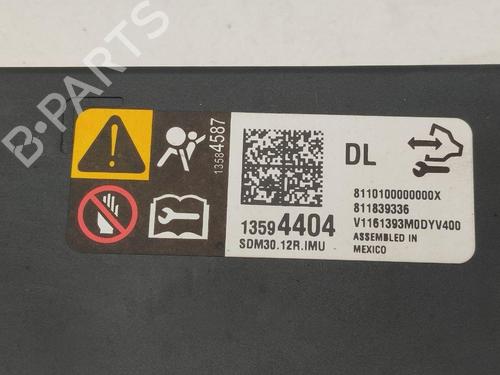 B-PARTS
13584587
DL
13594404
SDM30.12R.IMU
8110100000000X
811839336
V1161393M0DYV400
ASSEMBLED IN
MEXICO